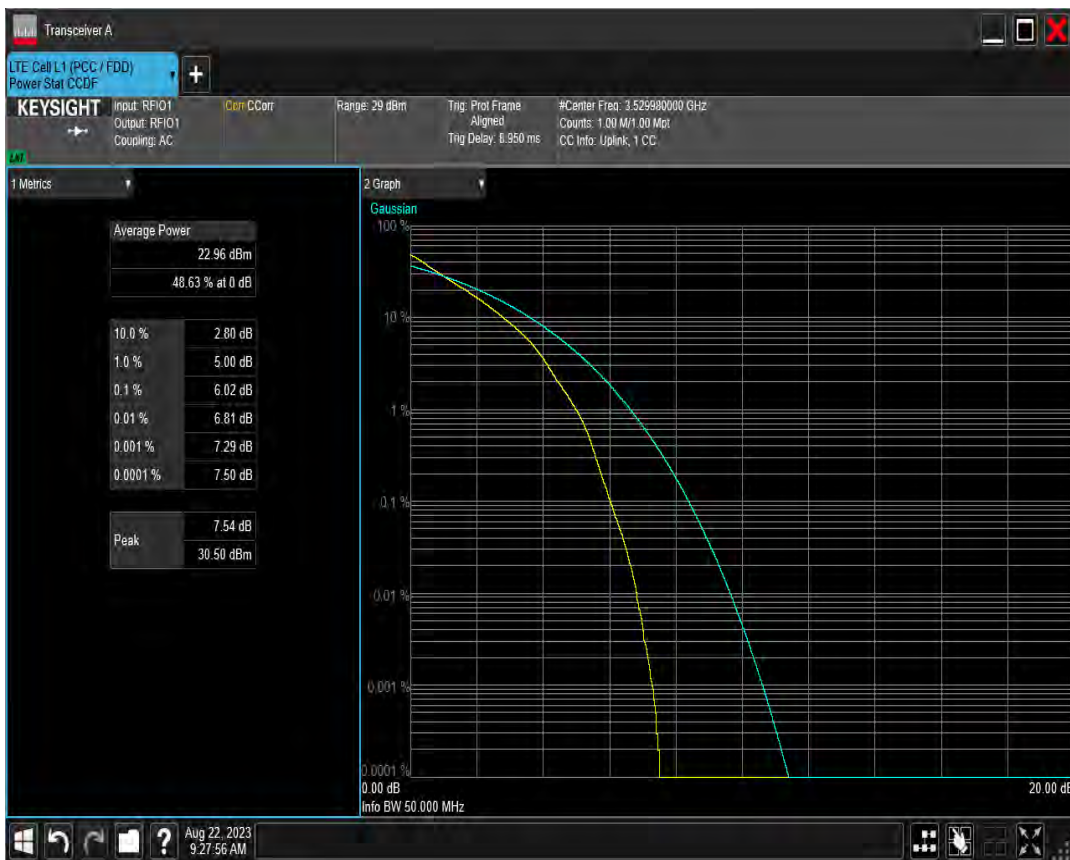 Transceiver A
LTE Cell L1 (PCC / FDD)
Power Stat CCDF
KEYSIGHT
Input: RFIO1
Output: RFIO1
Coupling: AC
Corr CCorr
Range: 29 dBm
Trig: Prot Frame
Aligned
Trig Delay: 8.950 ms
#Center Freq: 3.529980000 GHz
Counts: 1.00 M/1.00 Mpt
CC Info: Uplink, 1 CC
1 Metrics
Average Power
22.96 dBm
48.63 % at 0 dB
10.0 % 2.80 dB
1.0 % 5.00 dB
0.1 % 6.02 dB
0.01 % 6.81 dB
0.001 % 7.29 dB
0.0001 % 7.50 dB
Peak
7.54 dB
30.50 dBm
2 Graph
Gaussian
100 %
10 %
1 %
0.1 %
0.01 %
0.001 %
0.0001 %
0.00 dB
20.00 dB
Info BW 50.000 MHz
?
Aug 22, 2023
9:27:56 AM